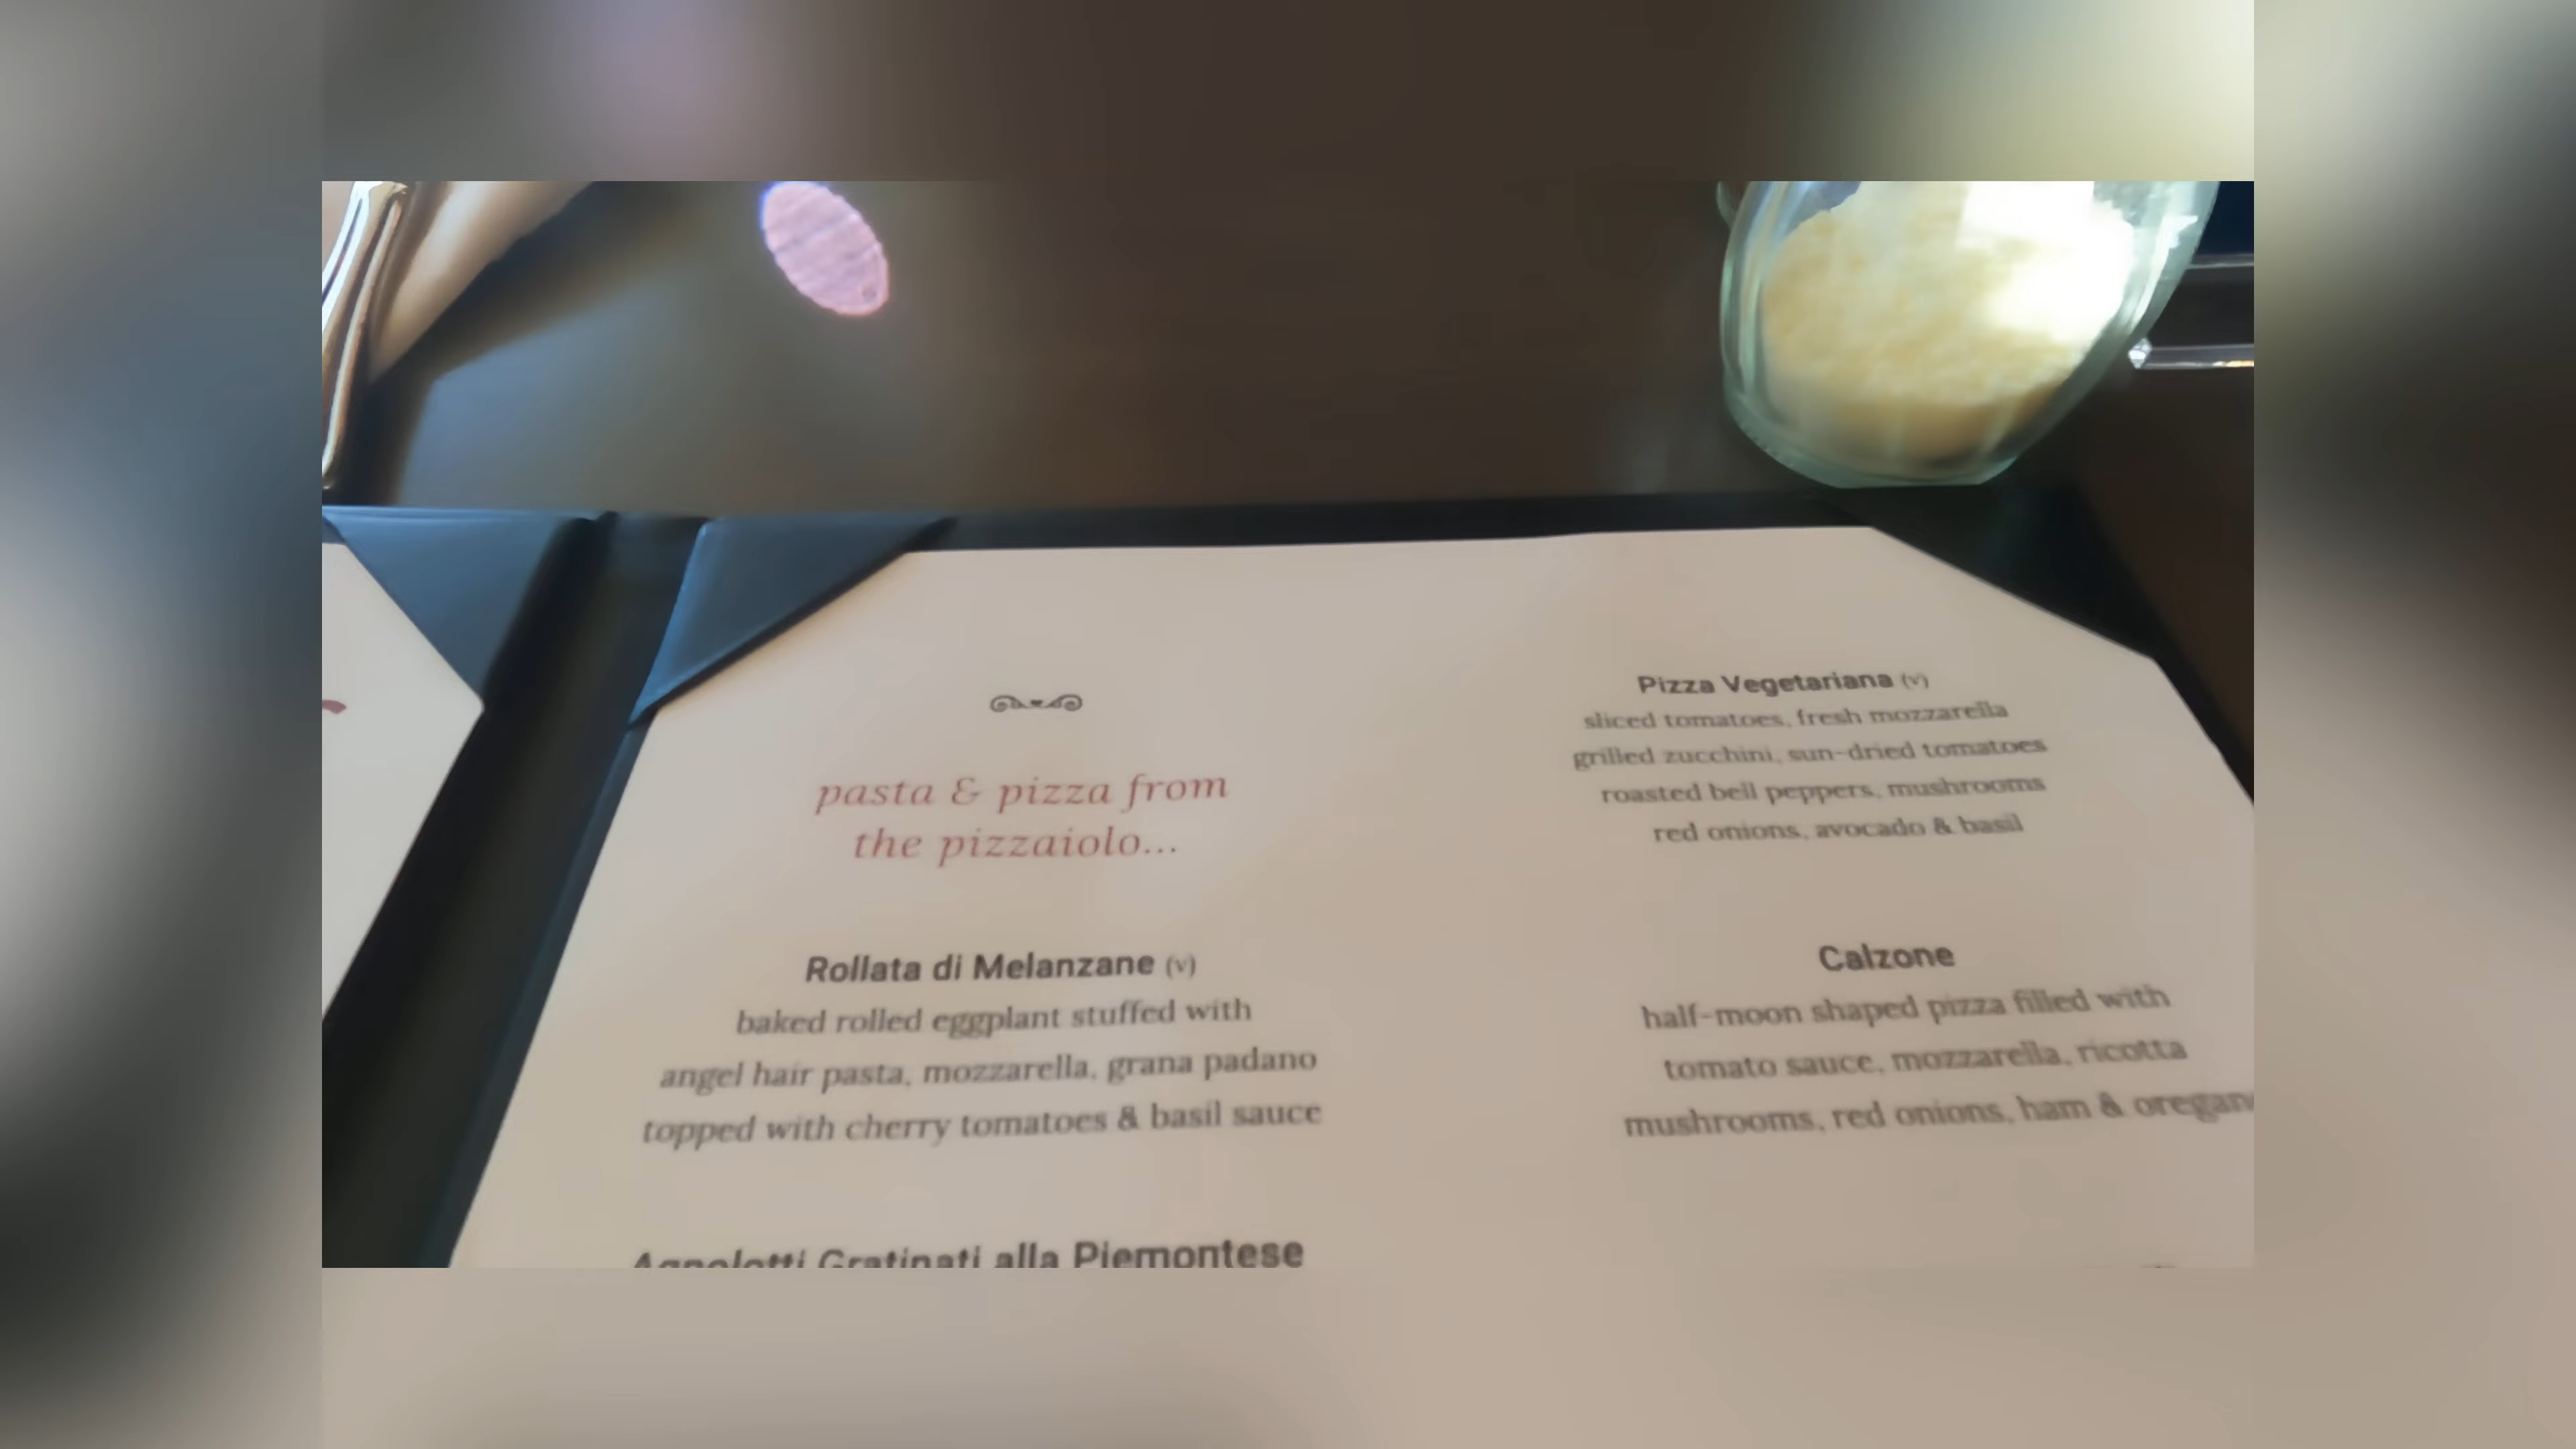 pasta & pizza from
the pizzaiolo...
Rollata di Melanzane (v)
baked rolled eggplant stuffed with
angel hair pasta, mozzarella, grana padano
topped with cherry tomatoes & basil sauce
Agnolotti Gratinati alla Piemontese
Pizza Vegetariana (v)
sliced tomatoes, fresh mozzarella
grilled zucchini, sun-dried tomatoes
roasted bell peppers, mushrooms
red onions, avocado & basil
Calzone
half-moon shaped pizza filled with
tomato sauce, mozzarella, ricotta
mushrooms, red onions, ham & oregan